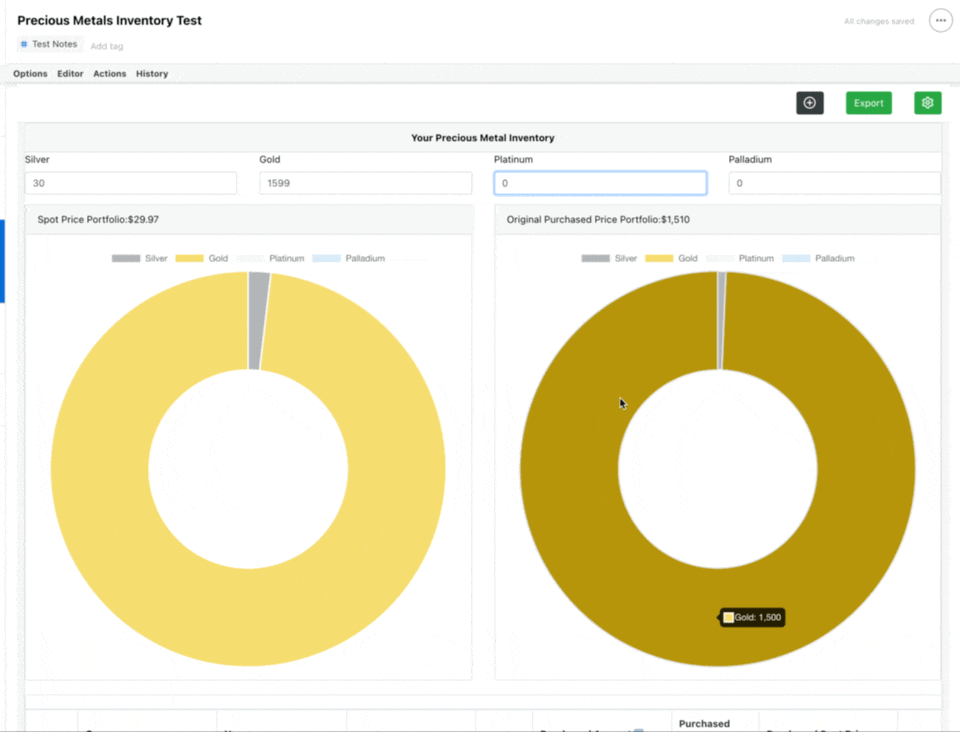 Precious Metals Inventory Test
All changes saved
# Test Notes Add tag
Options Editor Actions History
Export
Your Precious Metal Inventory
Silver Gold Platinum Palladium
30 1599 0 0
Spot Price Portfolio:$29.97
Original Purchased Price Portfolio:$1,510
Silver Gold Platinum Palladium
Silver Gold Platinum Palladium
Gold: 1,500
Purchased